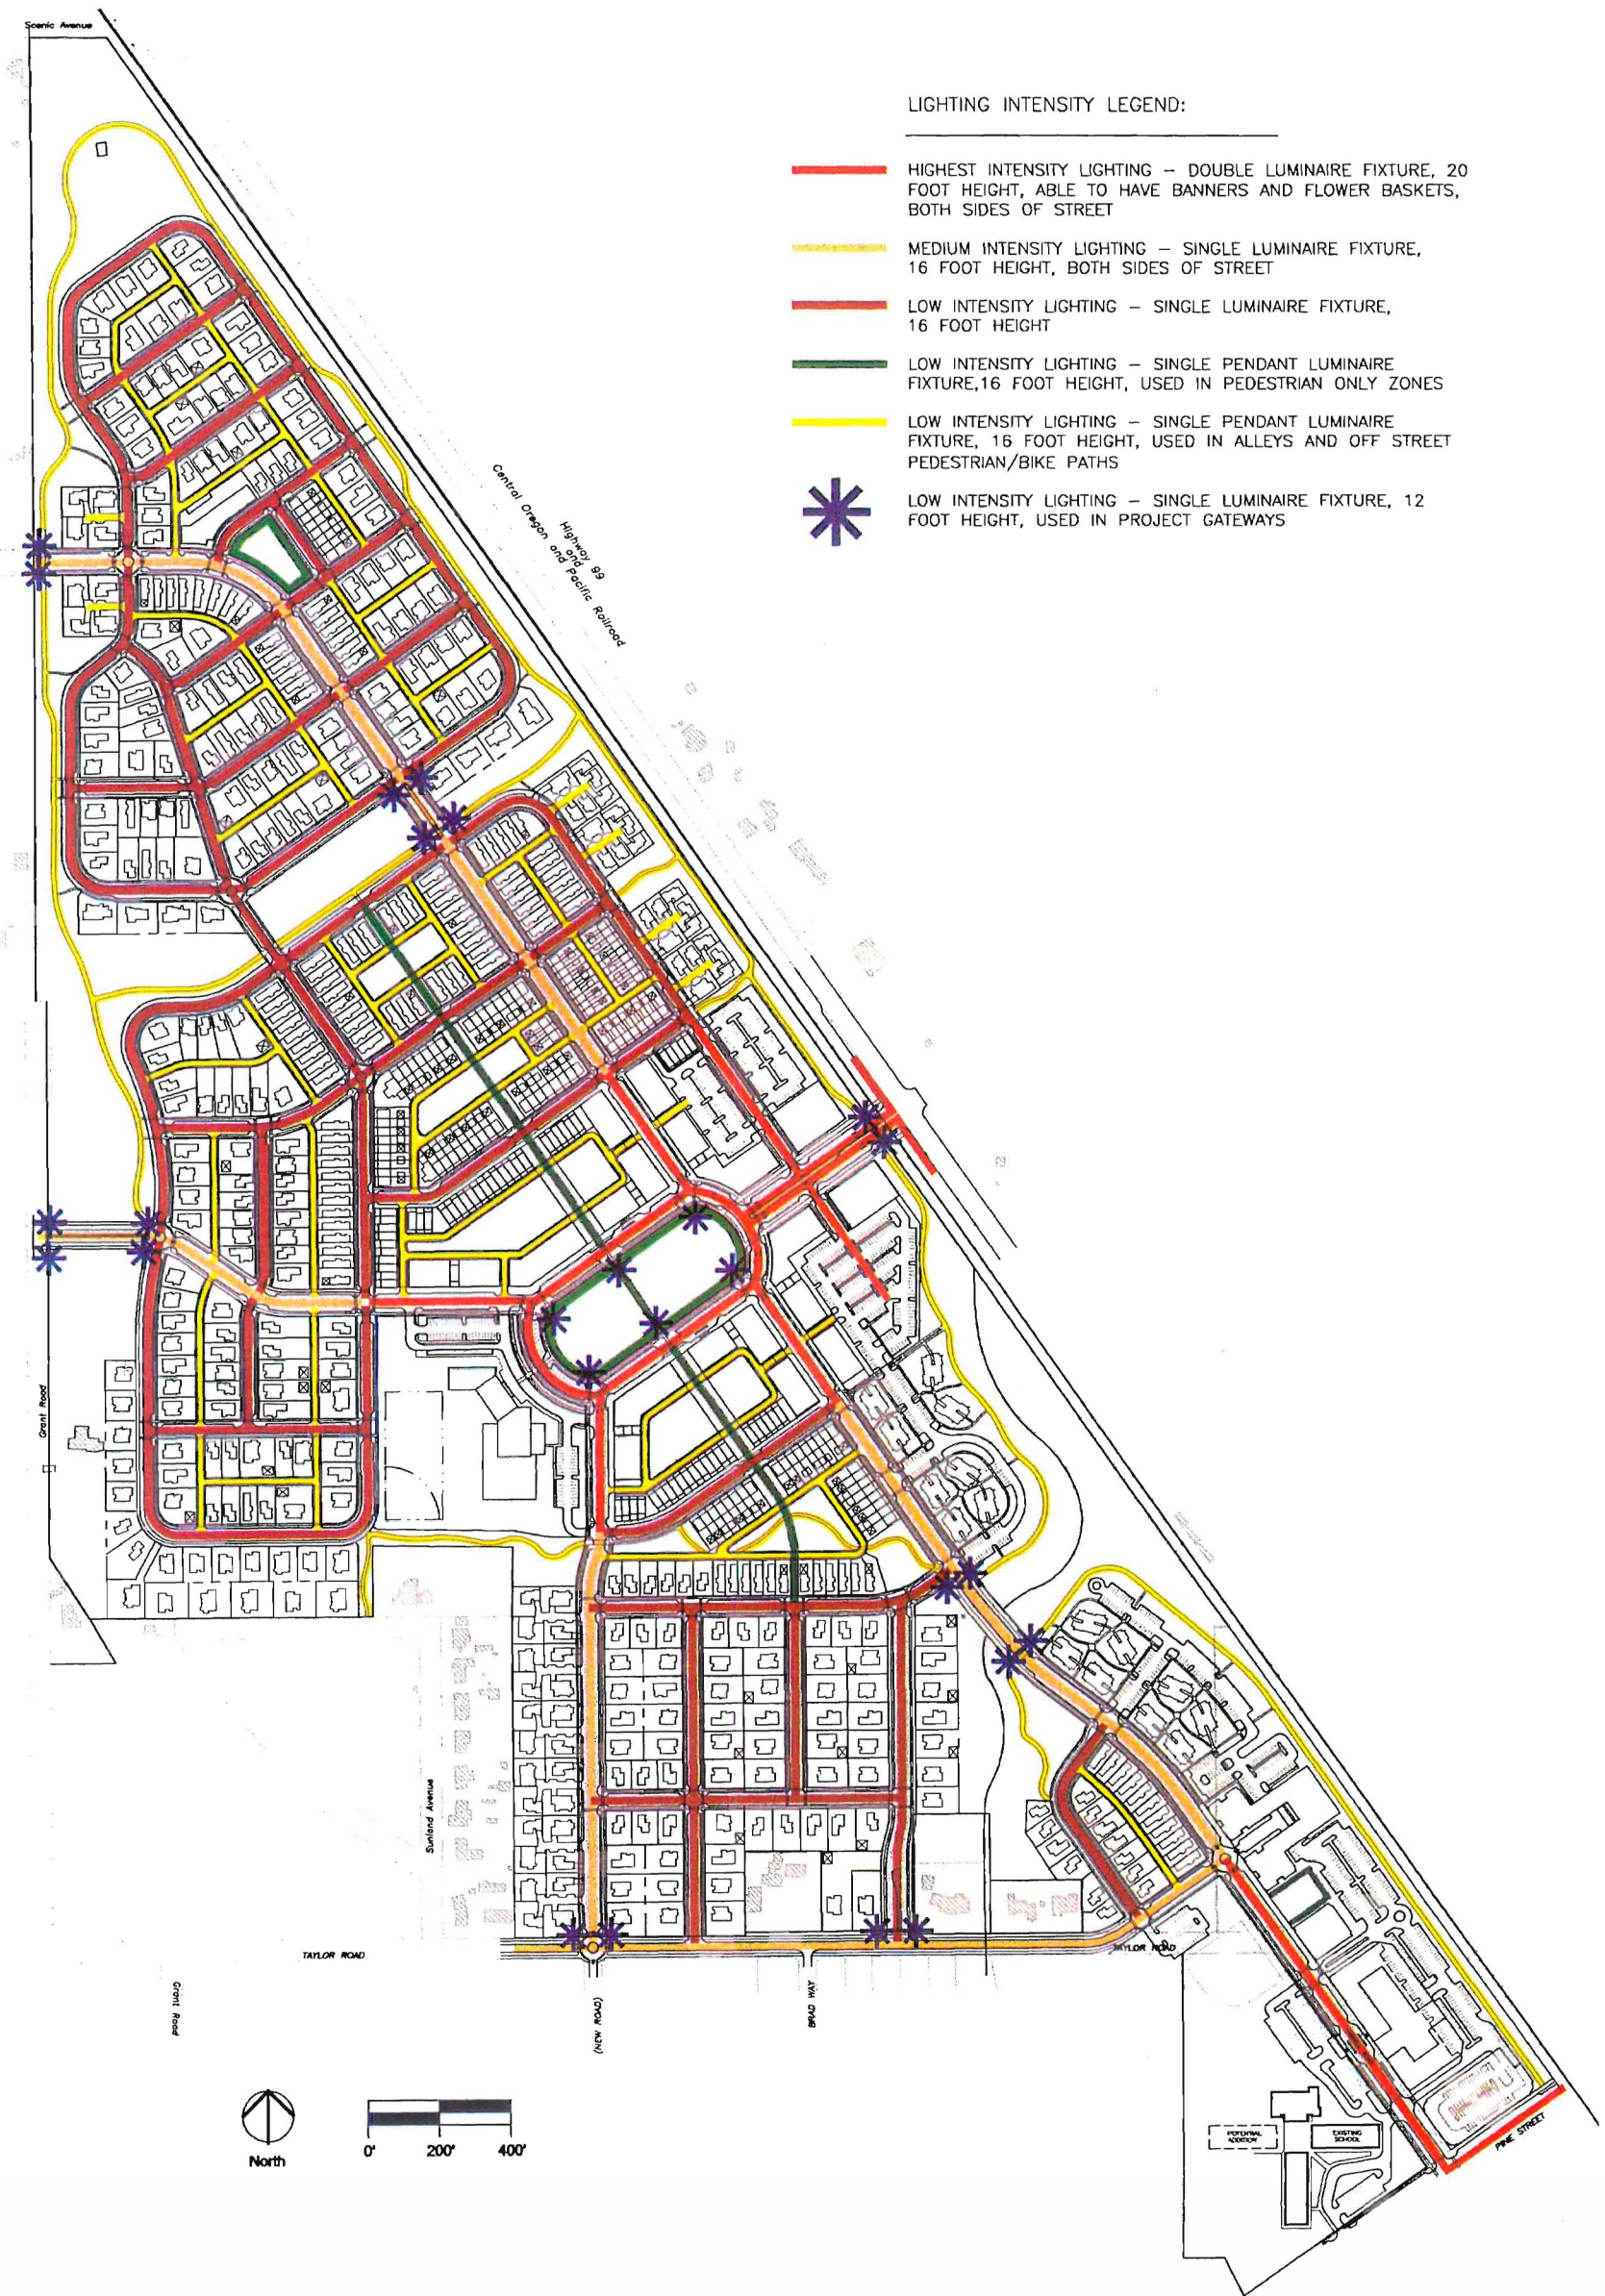 Scenic Avenue
LIGHTING INTENSITY LEGEND:
HIGHEST INTENSITY LIGHTING – DOUBLE LUMINAIRE FIXTURE, 20
FOOT HEIGHT, ABLE TO HAVE BANNERS AND FLOWER BASKETS,
BOTH SIDES OF STREET
MEDIUM INTENSITY LIGHTING – SINGLE LUMINAIRE FIXTURE,
16 FOOT HEIGHT, BOTH SIDES OF STREET
LOW INTENSITY LIGHTING – SINGLE LUMINAIRE FIXTURE,
16 FOOT HEIGHT
LOW INTENSITY LIGHTING – SINGLE PENDANT LUMINAIRE
FIXTURE,16 FOOT HEIGHT, USED IN PEDESTRIAN ONLY ZONES
LOW INTENSITY LIGHTING – SINGLE PENDANT LUMINAIRE
FIXTURE, 16 FOOT HEIGHT, USED IN ALLEYS AND OFF STREET
PEDESTRIAN/BIKE PATHS
LOW INTENSITY LIGHTING – SINGLE LUMINAIRE FIXTURE, 12
FOOT HEIGHT, USED IN PROJECT GATEWAYS
Highway 99
and
Central Oregon and Pacific Railroad
Grant Road
Sunland Avenue
TAYLOR ROAD
TAYLOR ROAD
Grant Road
(NEW ROAD)
BRAD WAY
North
0'
200'
400'
POTENTIAL
ADDITION
EXISTING
SCHOOL
PINE STREET